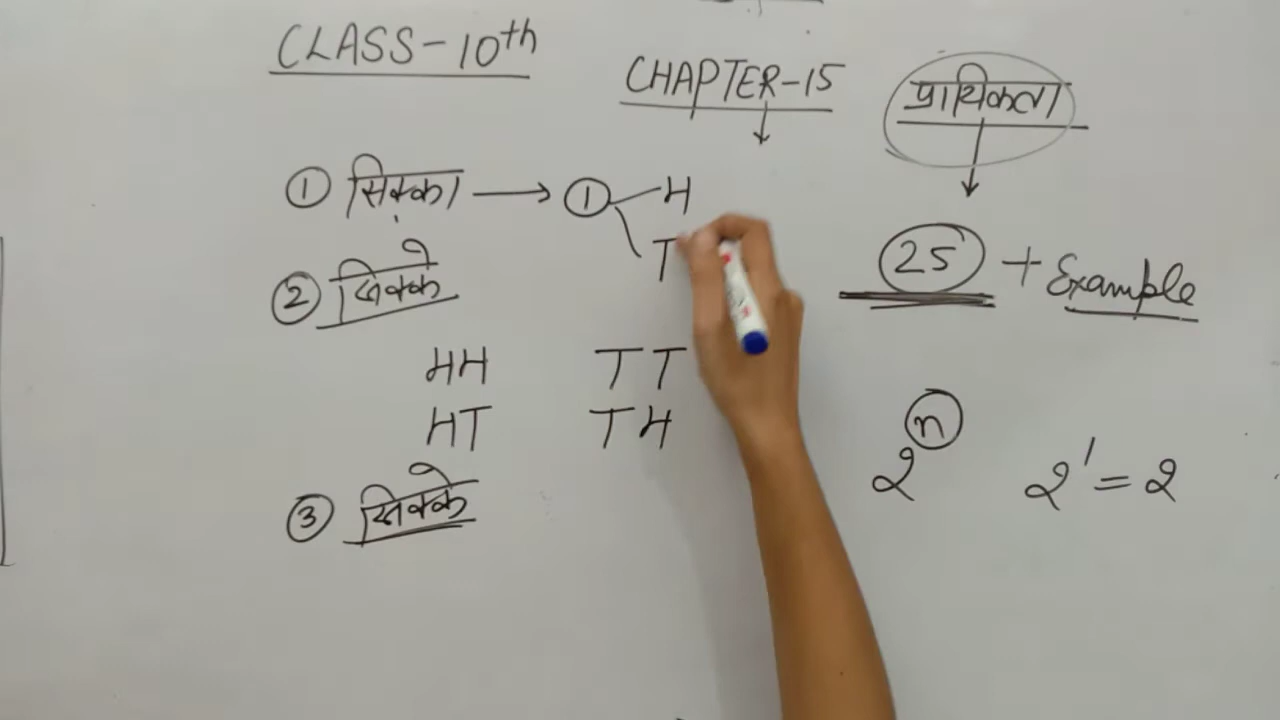 CLASS-10th
CHAPTER-15
प्रायिकता
① सिक्का → ① H
T
② सिक्के
HH TT
HT TH
③ सिक्के
25 + Example
2ⁿ 2¹ = 2